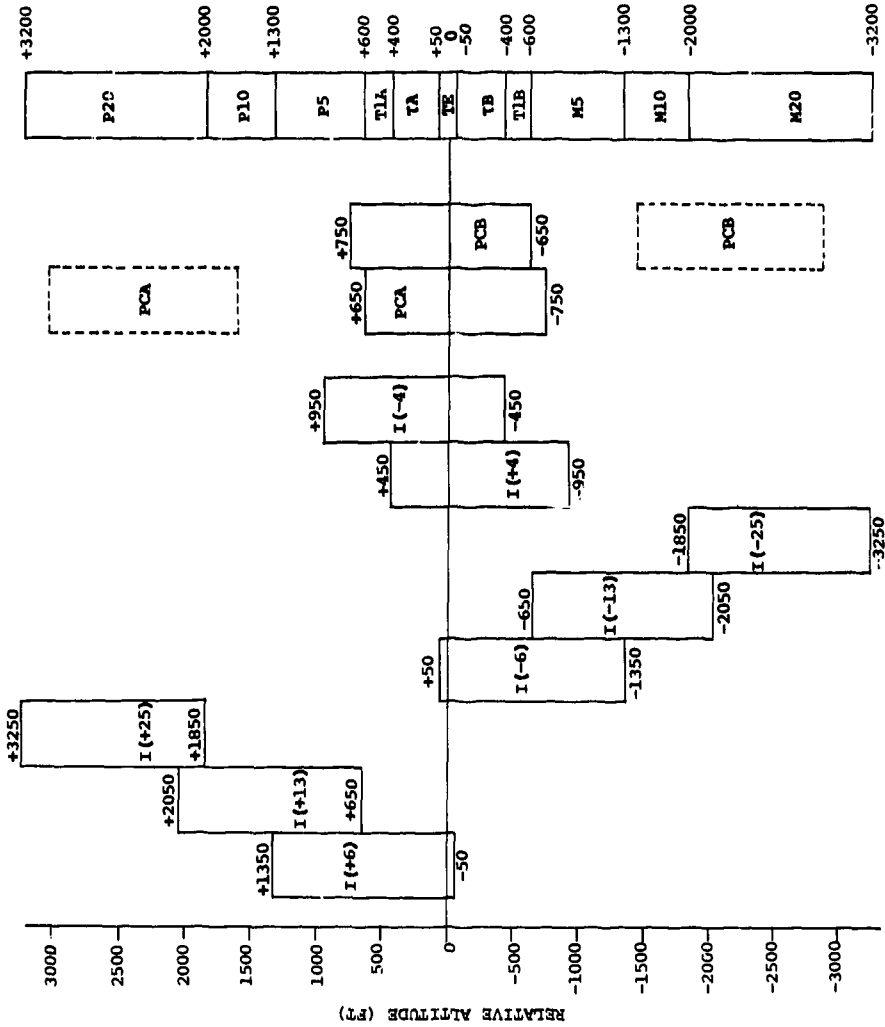 +3200
+2000
+1300
+600
+400
+50
0
-50
-400
-600
-1300
-2000
-3200
P20
P10
P5
T1A
tA
TE
tB
T1B
M5
M10
M20
+750
PCB
-650
PCB
PCA
+650
PCA
-750
+950
I(-4)
-450
+450
I(+4)
-950
-1850
I(-25)
-3250
-650
I(-13)
-2050
+50
I(-6)
-1350
+3250
I(+25)
+1850
+2050
I(+13)
+650
+1350
I(+6)
-50
3000
2500
2000
1500
1000
500
0
-500
-1000
-1500
-2000
-2500
-3000
RELATIVE ALTITUDE (FT)